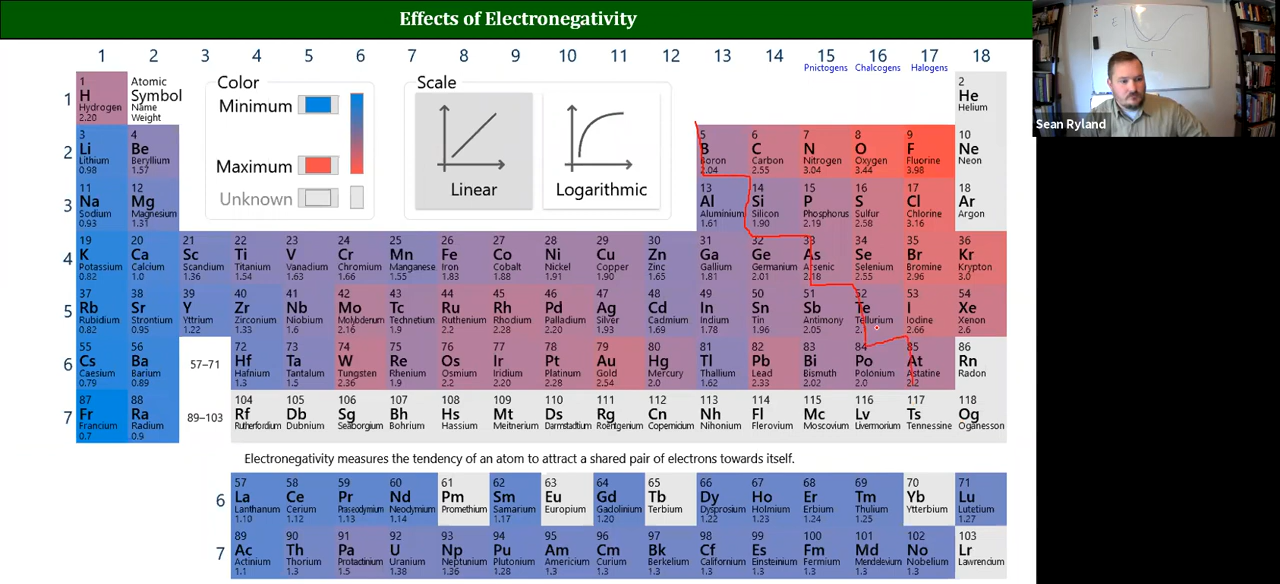 Effects of Electronegativity
Sean Ryland
1 2 3 4 5 6 7 8 9 10 11 12 13 14 15 16 17 18
Pnictogens Chalcogens Halogens
Color
Minimum
Maximum
Unknown
Scale
Linear
Logarithmic
Atomic
Symbol
Name
Weight
1
1 H Hydrogen 2.20
2 He Helium
2
3 Li Lithium 0.98
4 Be Beryllium 1.57
5 B Boron 2.04
6 C Carbon 2.55
7 N Nitrogen 3.04
8 O Oxygen 3.44
9 F Fluorine 3.98
10 Ne Neon
3
11 Na Sodium 0.93
12 Mg Magnesium 1.31
13 Al Aluminium 1.61
14 Si Silicon 1.90
15 P Phosphorus 2.19
16 S Sulfur 2.58
17 Cl Chlorine 3.16
18 Ar Argon
4
19 K Potassium 0.82
20 Ca Calcium 1.0
21 Sc Scandium 1.36
22 Ti Titanium 1.54
23 V Vanadium 1.63
24 Cr Chromium 1.66
25 Mn Manganese 1.55
26 Fe Iron 1.83
27 Co Cobalt 1.88
28 Ni Nickel 1.91
29 Cu Copper 1.90
30 Zn Zinc 1.65
31 Ga Gallium 1.81
32 Ge Germanium 2.01
33 As Arsenic 2.18
34 Se Selenium 2.55
35 Br Bromine 2.96
36 Kr Krypton 3.0
5
37 Rb Rubidium 0.82
38 Sr Strontium 0.95
39 Y Yttrium 1.22
40 Zr Zirconium 1.33
41 Nb Niobium 1.6
42 Mo Molybdenum 2.16
43 Tc Technetium 1.9
44 Ru Ruthenium 2.2
45 Rh Rhodium 2.28
46 Pd Palladium 2.20
47 Ag Silver 1.93
48 Cd Cadmium 1.69
49 In Indium 1.78
50 Sn Tin 1.96
51 Sb Antimony 2.05
52 Te Tellurium
53 I Iodine 2.66
54 Xe Xenon 2.6
6
55 Cs Caesium 0.79
56 Ba Barium 0.89
57–71
72 Hf Hafnium 1.3
73 Ta Tantalum 1.5
74 W Tungsten 2.36
75 Re Rhenium 1.9
76 Os Osmium 2.2
77 Ir Iridium 2.20
78 Pt Platinum 2.28
79 Au Gold 2.54
80 Hg Mercury 2.0
81 Tl Thallium 1.62
82 Pb Lead 2.33
83 Bi Bismuth 2.02
84 Po Polonium 2.0
85 At Astatine 2.2
86 Rn Radon
7
87 Fr Francium 0.7
88 Ra Radium 0.9
89–103
104 Rf Rutherfordium
105 Db Dubnium
106 Sg Seaborgium
107 Bh Bohrium
108 Hs Hassium
109 Mt Meitnerium
110 Ds Darmstadtium
111 Rg Roentgenium
112 Cn Copernicium
113 Nh Nihonium
114 Fl Flerovium
115 Mc Moscovium
116 Lv Livermorium
117 Ts Tennessine
118 Og Oganesson
Electronegativity measures the tendency of an atom to attract a shared pair of electrons towards itself.
6
57 La Lanthanum 1.10
58 Ce Cerium 1.12
59 Pr Praseodymium 1.13
60 Nd Neodymium 1.14
61 Pm Promethium
62 Sm Samarium 1.17
63 Eu Europium
64 Gd Gadolinium 1.20
65 Tb Terbium
66 Dy Dysprosium 1.22
67 Ho Holmium 1.23
68 Er Erbium 1.24
69 Tm Thulium 1.25
70 Yb Ytterbium
71 Lu Lutetium 1.27
7
89 Ac Actinium 1.1
90 Th Thorium 1.3
91 Pa Protactinium 1.5
92 U Uranium 1.38
93 Np Neptunium 1.36
94 Pu Plutonium 1.28
95 Am Americium 1.3
96 Cm Curium 1.3
97 Bk Berkelium 1.3
98 Cf Californium 1.3
99 Es Einsteinium 1.3
100 Fm Fermium 1.3
101 Md Mendelevium 1.3
102 No Nobelium 1.3
103 Lr Lawrencium